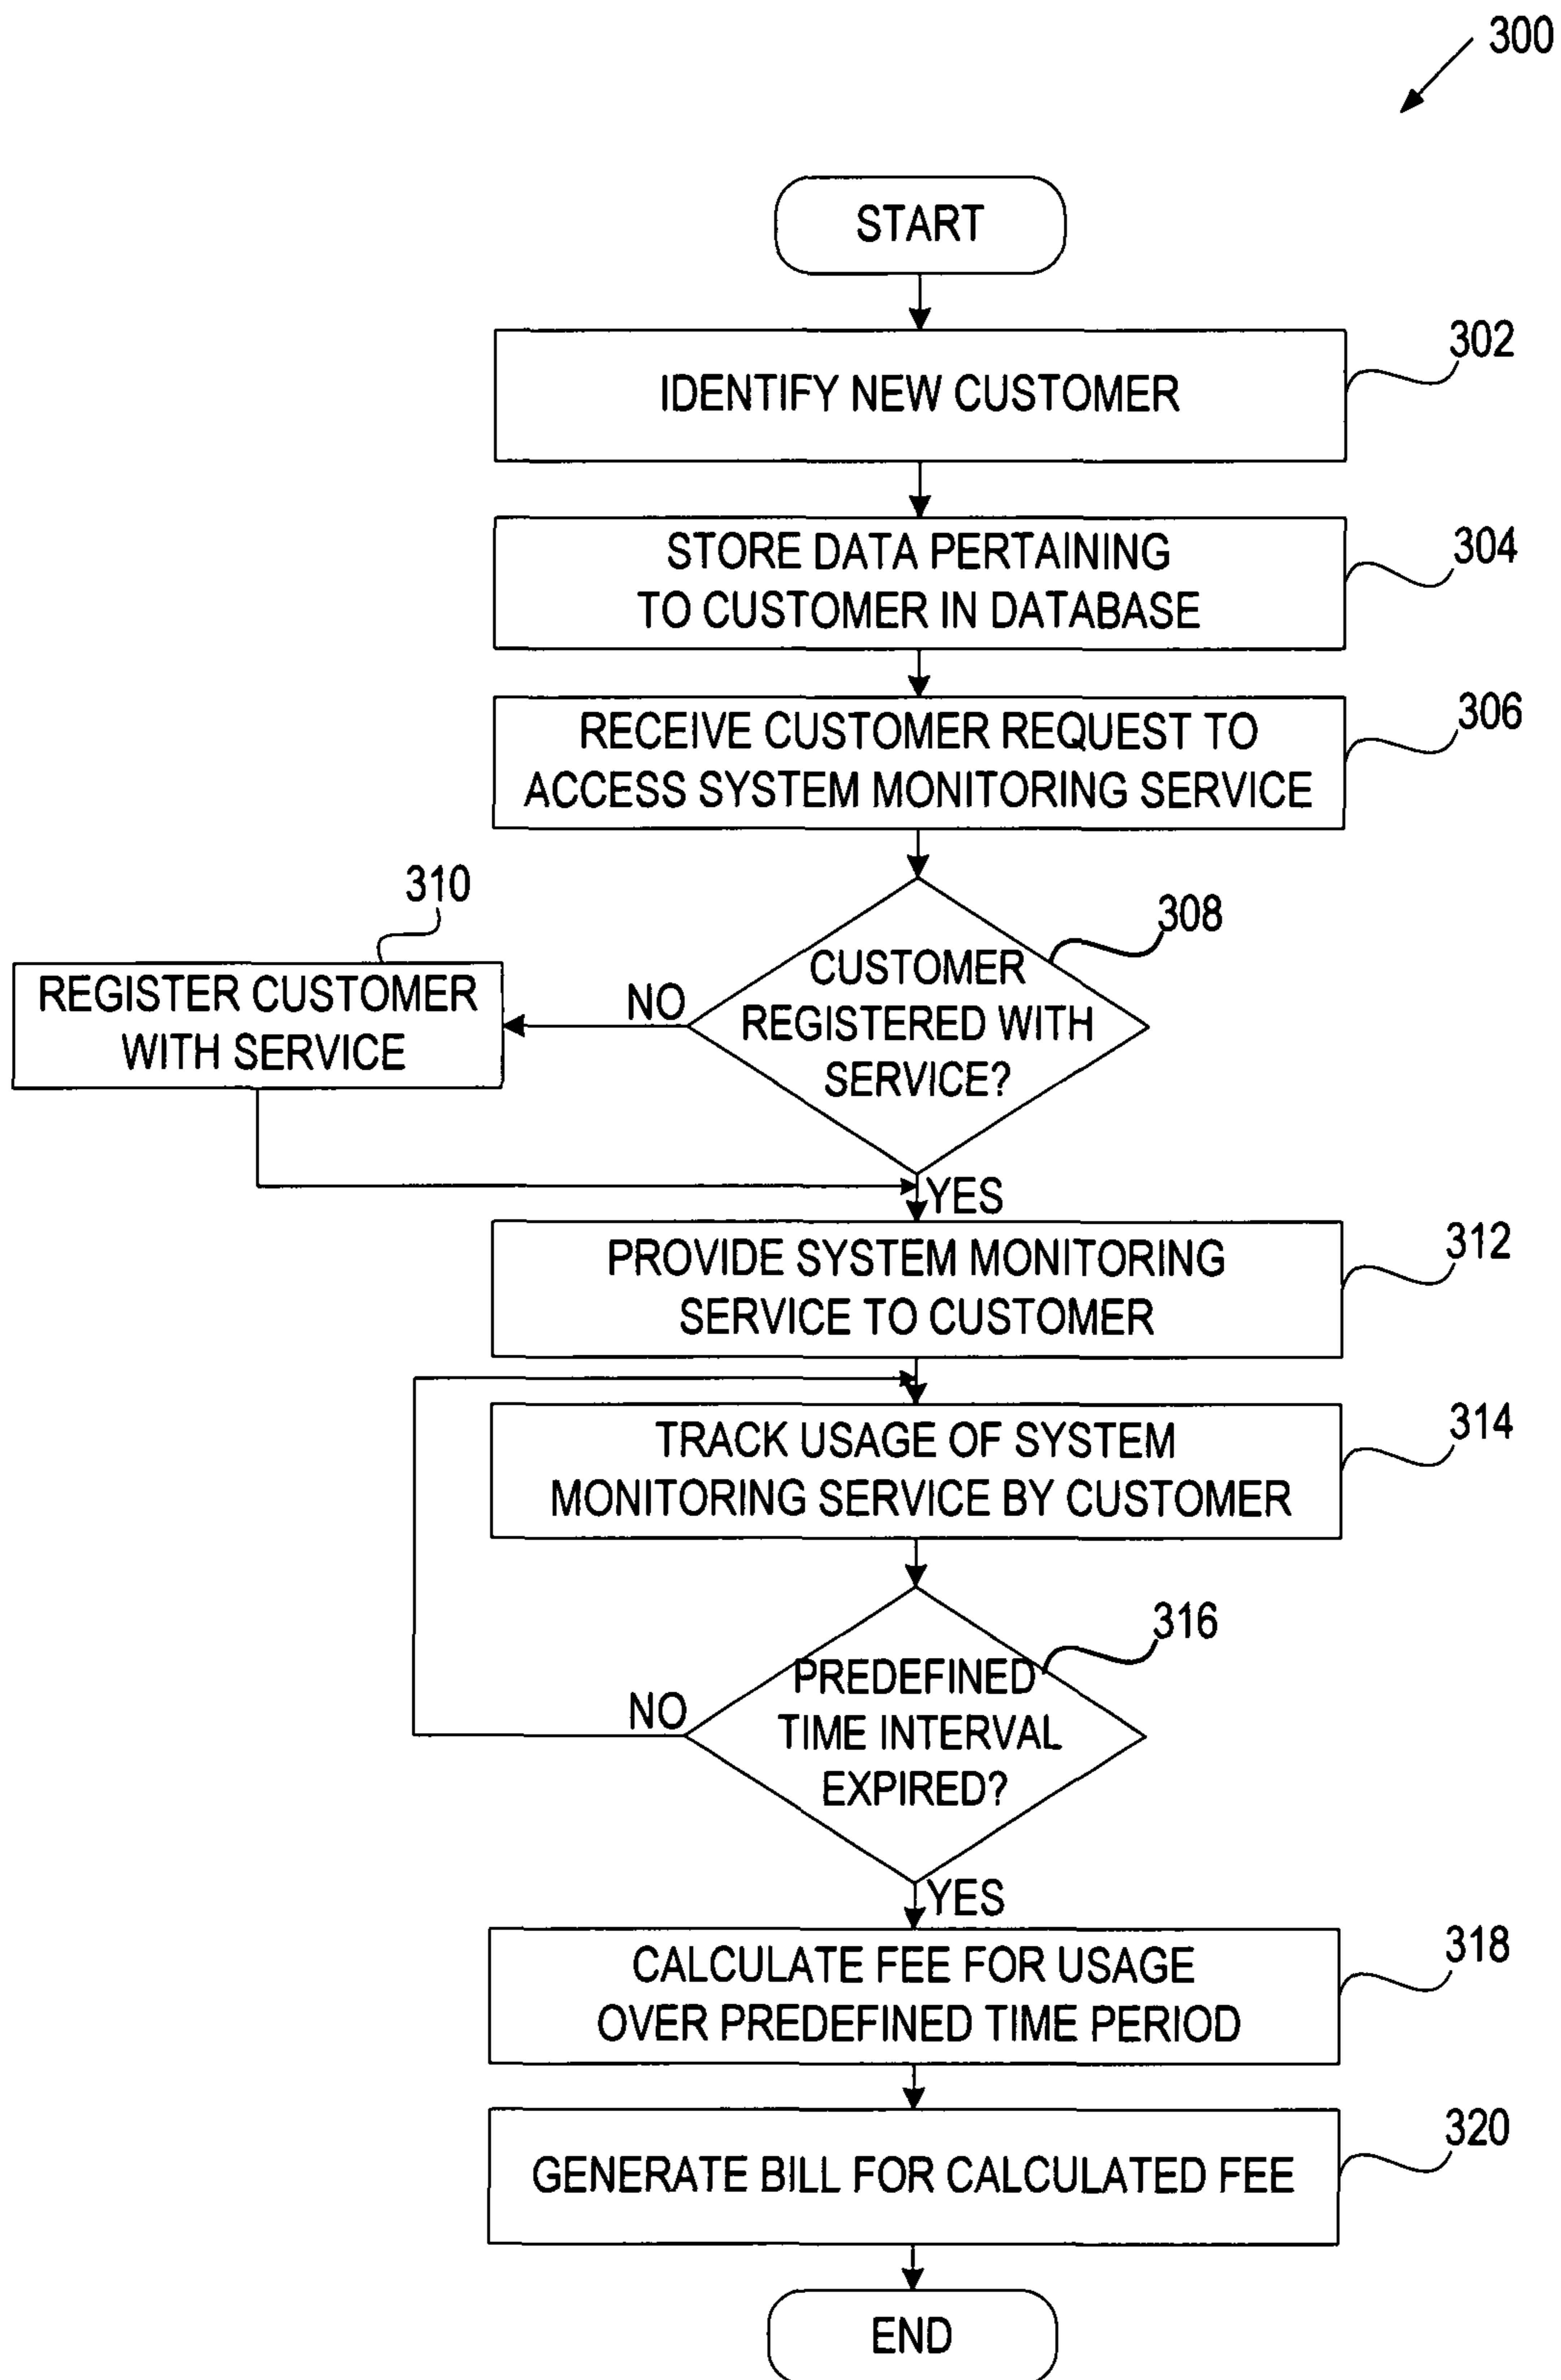 300
START
IDENTIFY NEW CUSTOMER
302
STORE DATA PERTAINING
TO CUSTOMER IN DATABASE
304
RECEIVE CUSTOMER REQUEST TO
ACCESS SYSTEM MONITORING SERVICE
306
CUSTOMER
REGISTERED WITH
SERVICE?
308
NO
310
REGISTER CUSTOMER
WITH SERVICE
YES
PROVIDE SYSTEM MONITORING
SERVICE TO CUSTOMER
312
TRACK USAGE OF SYSTEM
MONITORING SERVICE BY CUSTOMER
314
PREDEFINED
TIME INTERVAL
EXPIRED?
316
NO
YES
CALCULATE FEE FOR USAGE
OVER PREDEFINED TIME PERIOD
318
GENERATE BILL FOR CALCULATED FEE
320
END